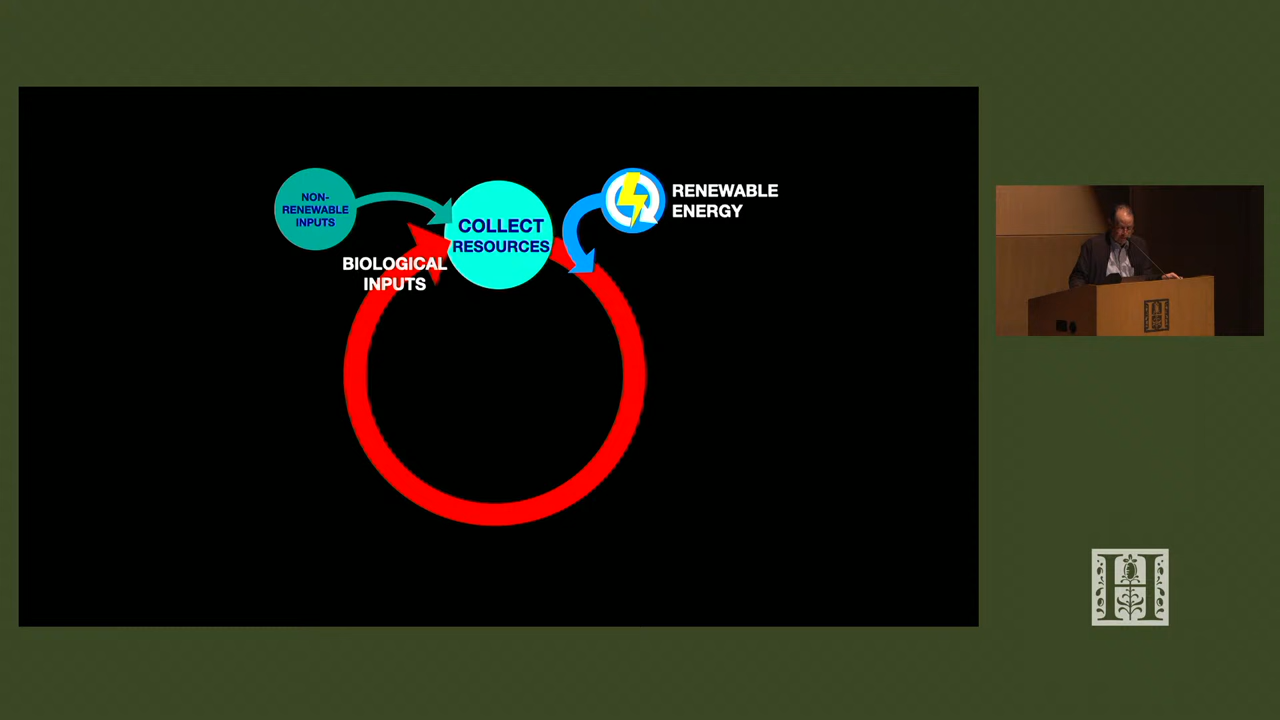 NON-
RENEWABLE
INPUTS
COLLECT
RESOURCES
RENEWABLE
ENERGY
BIOLOGICAL
INPUTS
H